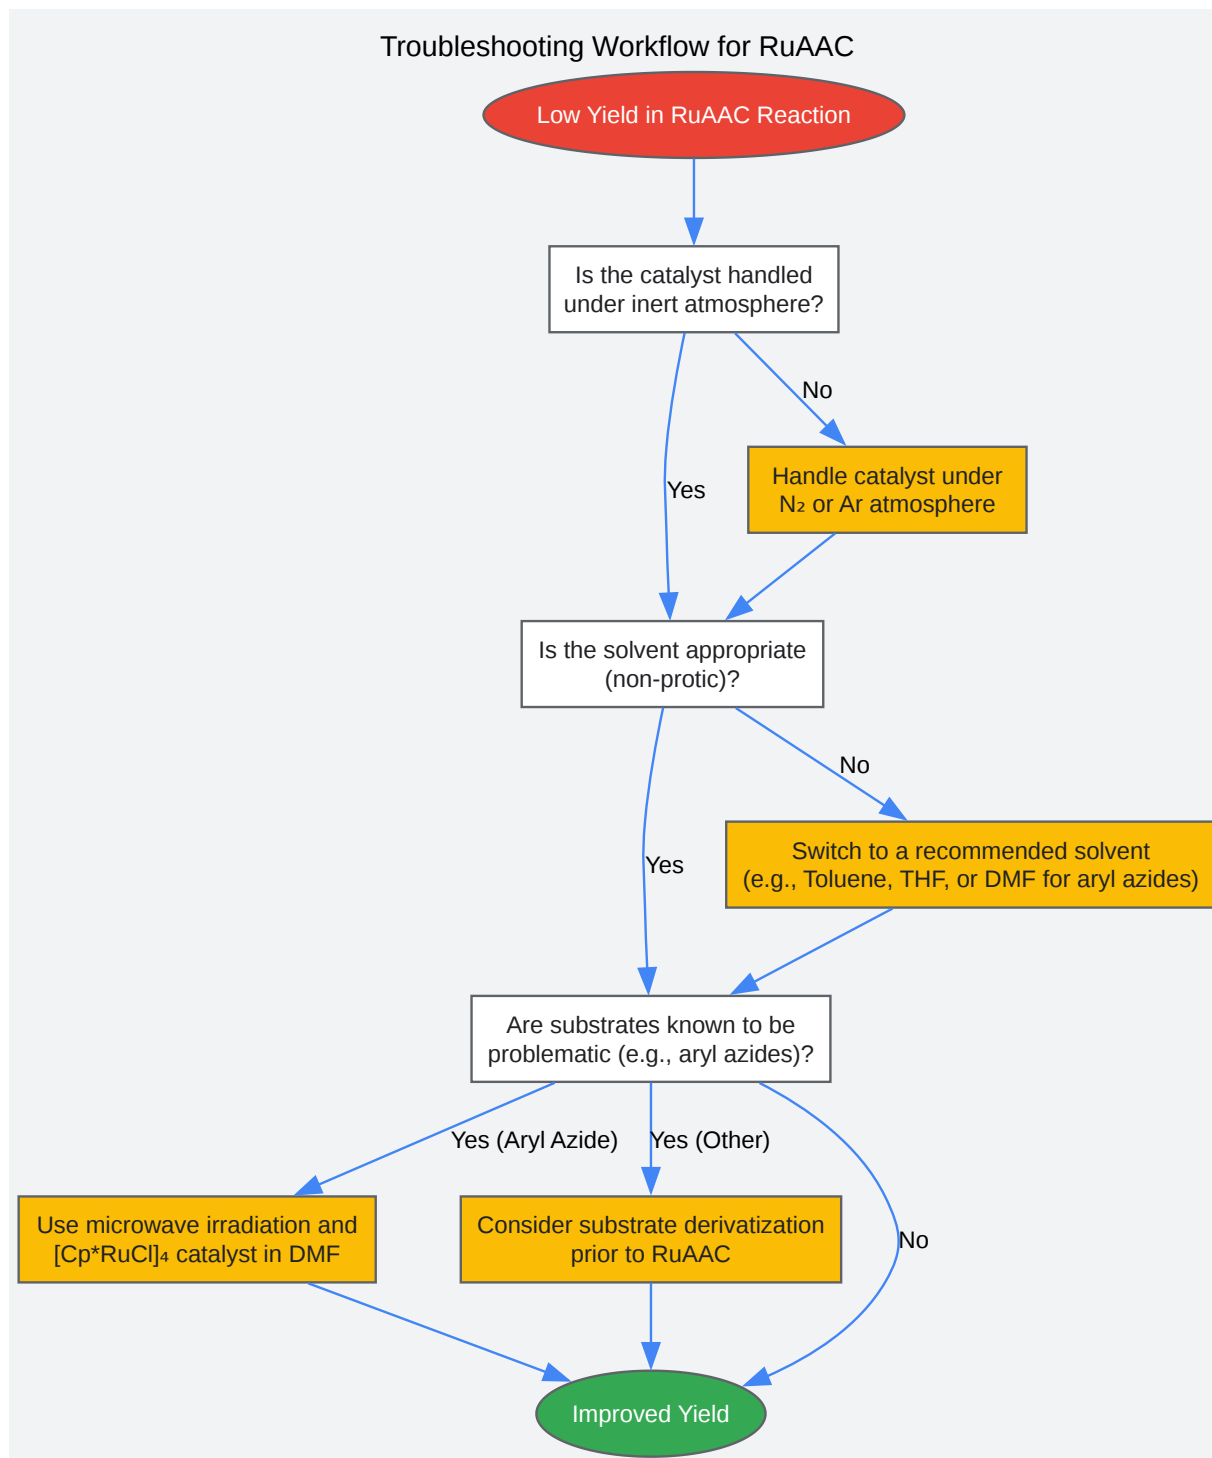 Troubleshooting Workflow for RuAAC
Low Yield in RuAAC Reaction
Is the catalyst handled
under inert atmosphere?
No
Yes
Handle catalyst under
N₂ or Ar atmosphere
Is the solvent appropriate
(non-protic)?
No
Yes
Switch to a recommended solvent
(e.g., Toluene, THF, or DMF for aryl azides)
Are substrates known to be
problematic (e.g., aryl azides)?
Yes (Aryl Azide)
Yes (Other)
No
Use microwave irradiation and
[Cp*RuCl]₄ catalyst in DMF
Consider substrate derivatization
prior to RuAAC
Improved Yield